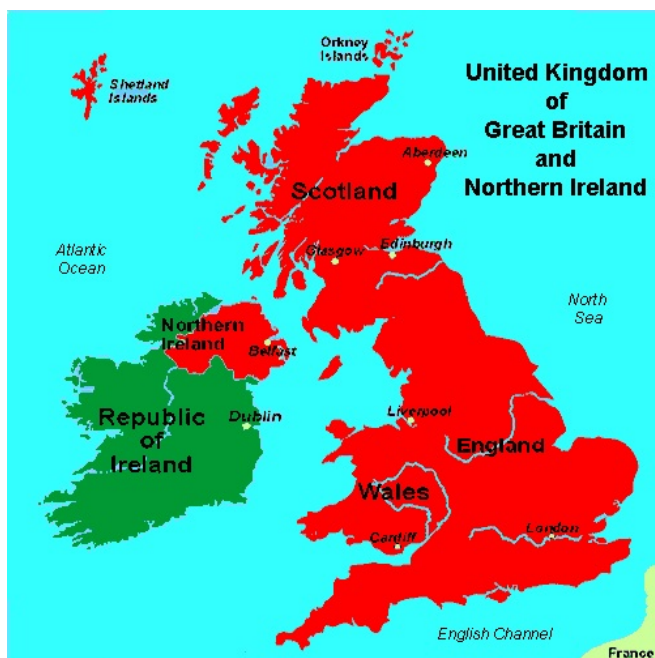 Orkney
Islands
Shetland
Islands
United Kingdom
of
Great Britain
and
Northern Ireland
Aberdeen
Scotland
Atlantic
Ocean
Glasgow
Edinburgh
North
Sea
Northern
Ireland
Belfast
Republic
of
Ireland
Dublin
Liverpool
England
Wales
Cardiff
London
English Channel
France